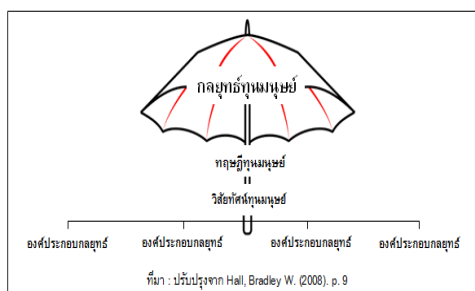 กลยุทธ์ทุนมนุษย์
ทฤษฎีทุนมนุษย์
วิสัยทัศน์ทุนมนุษย์
องค์ประกอบกลยุทธ์ องค์ประกอบกลยุทธ์ องค์ประกอบกลยุทธ์ องค์ประกอบกลยุทธ์
ที่มา : ปรับปรุงจาก Hall, Bradley W. (2008). p. 9